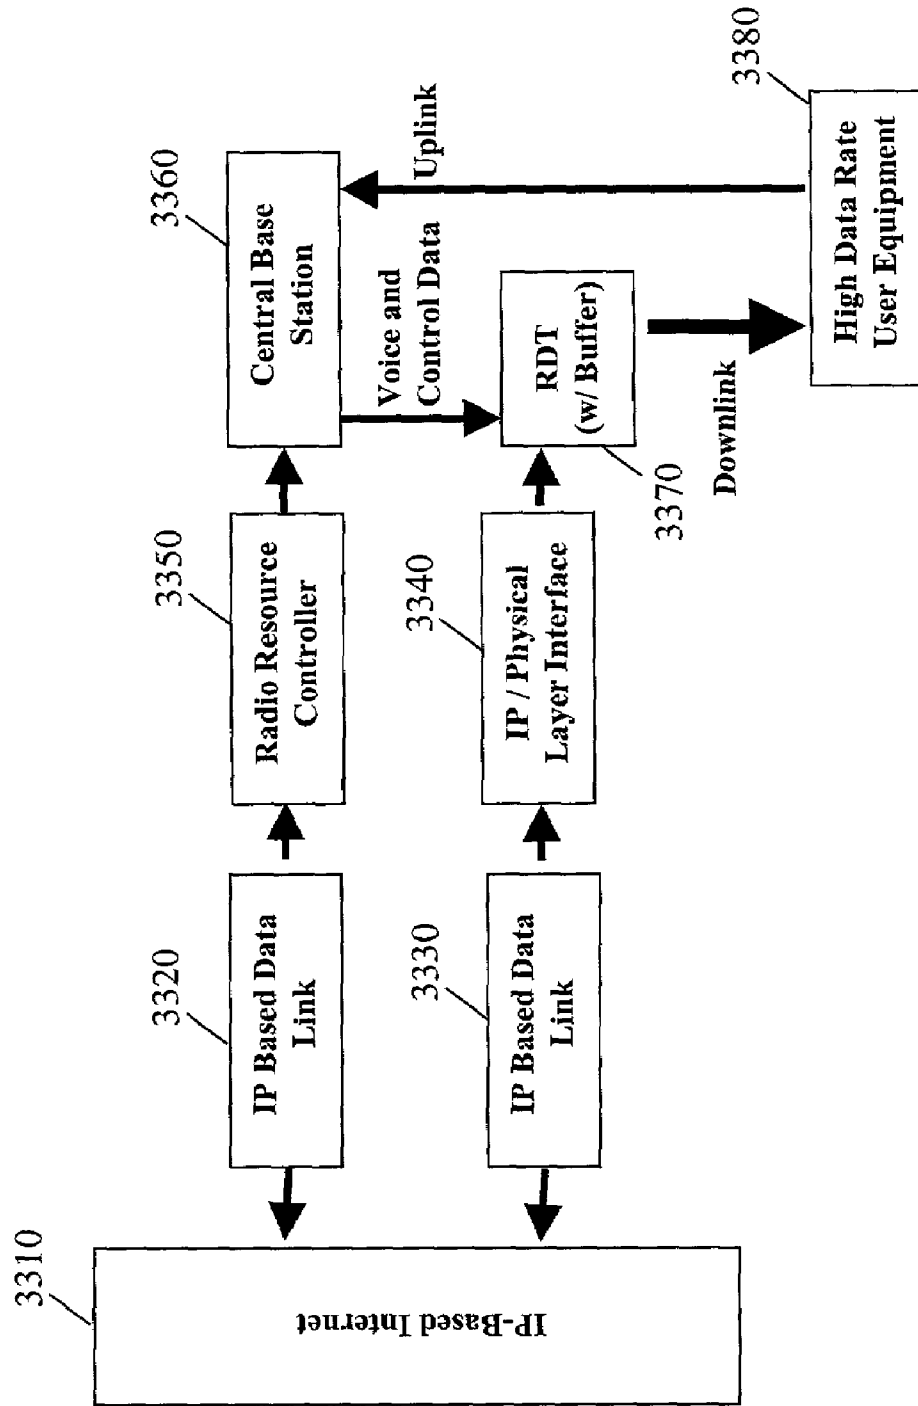 3310
IP-Based Internet
3320
IP Based Data
Link
3330
IP Based Data
Link
3350
Radio Resource
Controller
3340
IP / Physical
Layer Interface
3360
Central Base
Station
Voice and
Control Data
RDT
(w/ Buffer)
3370
Uplink
Downlink
3380
High Data Rate
User Equipment